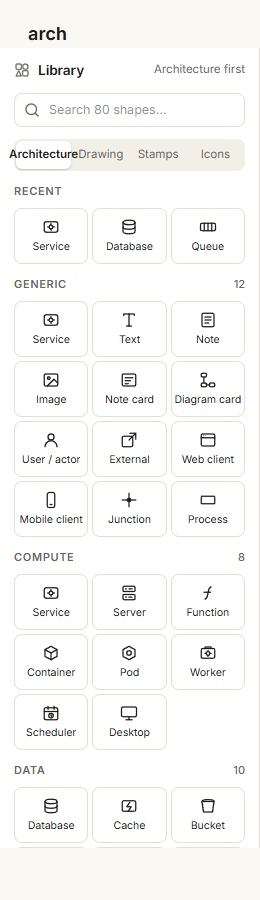 arch
Library Architecture first
Search 80 shapes...
Architecture Drawing Stamps Icons
RECENT
Service Database Queue
GENERIC 12
Service Text Note
Image Note card Diagram card
User / actor External Web client
Mobile client Junction Process
COMPUTE 8
Service Server Function
Container Pod Worker
Scheduler Desktop
DATA 10
Database Cache Bucket